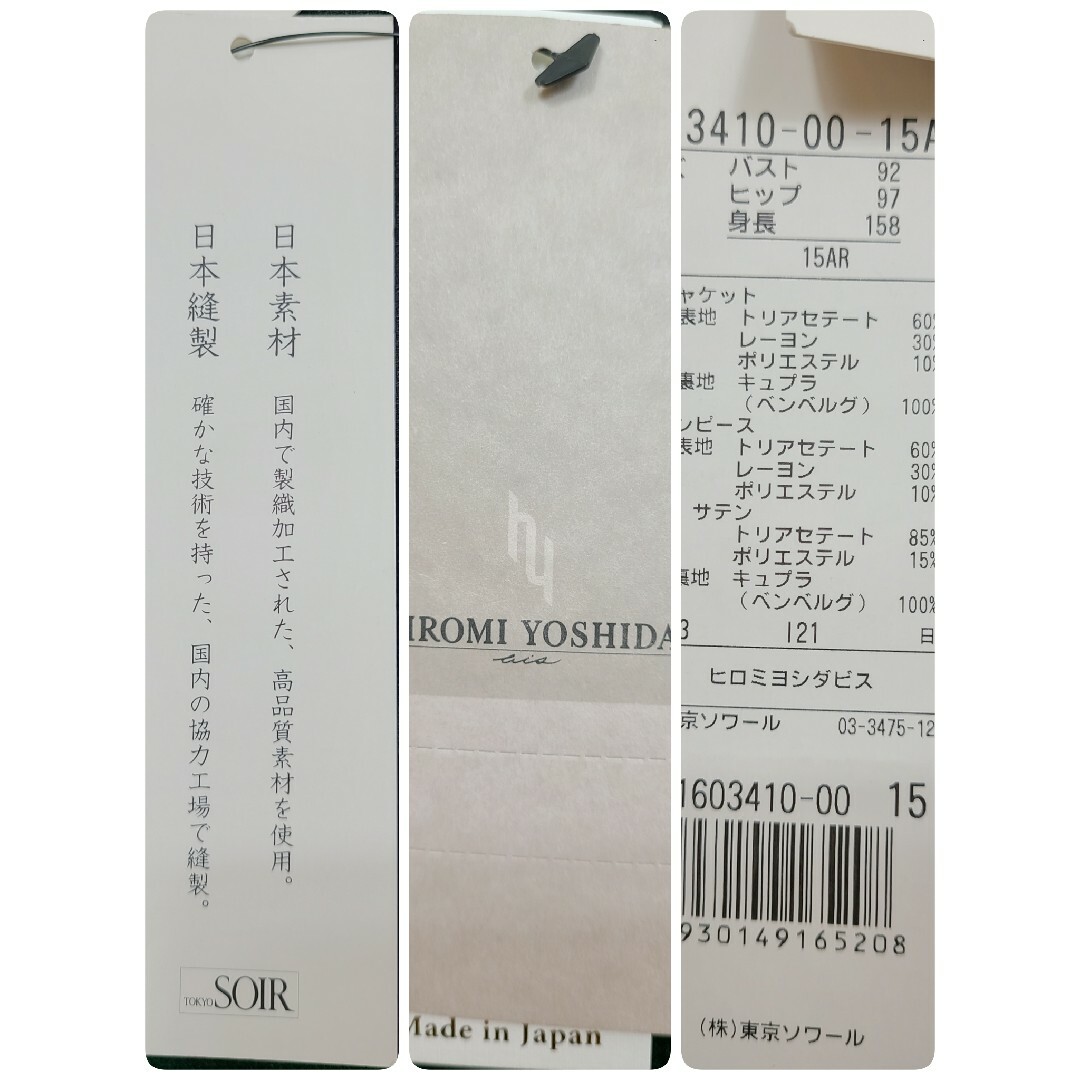 日本素材 国内で製織加工された、高品質素材を使用。
日本縫製 確かな技術を持った、国内の協力工場で縫製。
TOKYO SOIR
hy
IROMI YOSHIDA
bis
Made in Japan
3410-00-15A
バスト 92
ヒップ 97
身長 158
15AR
ャケット
表地 トリアセテート 60%
レーヨン 30%
ポリエステル 10%
裏地 キュプラ
(ベンベルグ) 100%
ンピース
表地 トリアセテート 60%
レーヨン 30%
ポリエステル 10%
サテン
トリアセテート 85%
ポリエステル 15%
裏地 キュプラ
(ベンベルグ) 100%
3 I21 日
ヒロミヨシダビス
京ソワール 03-3475-12
1603410-00 15
930149165208
(株)東京ソワール